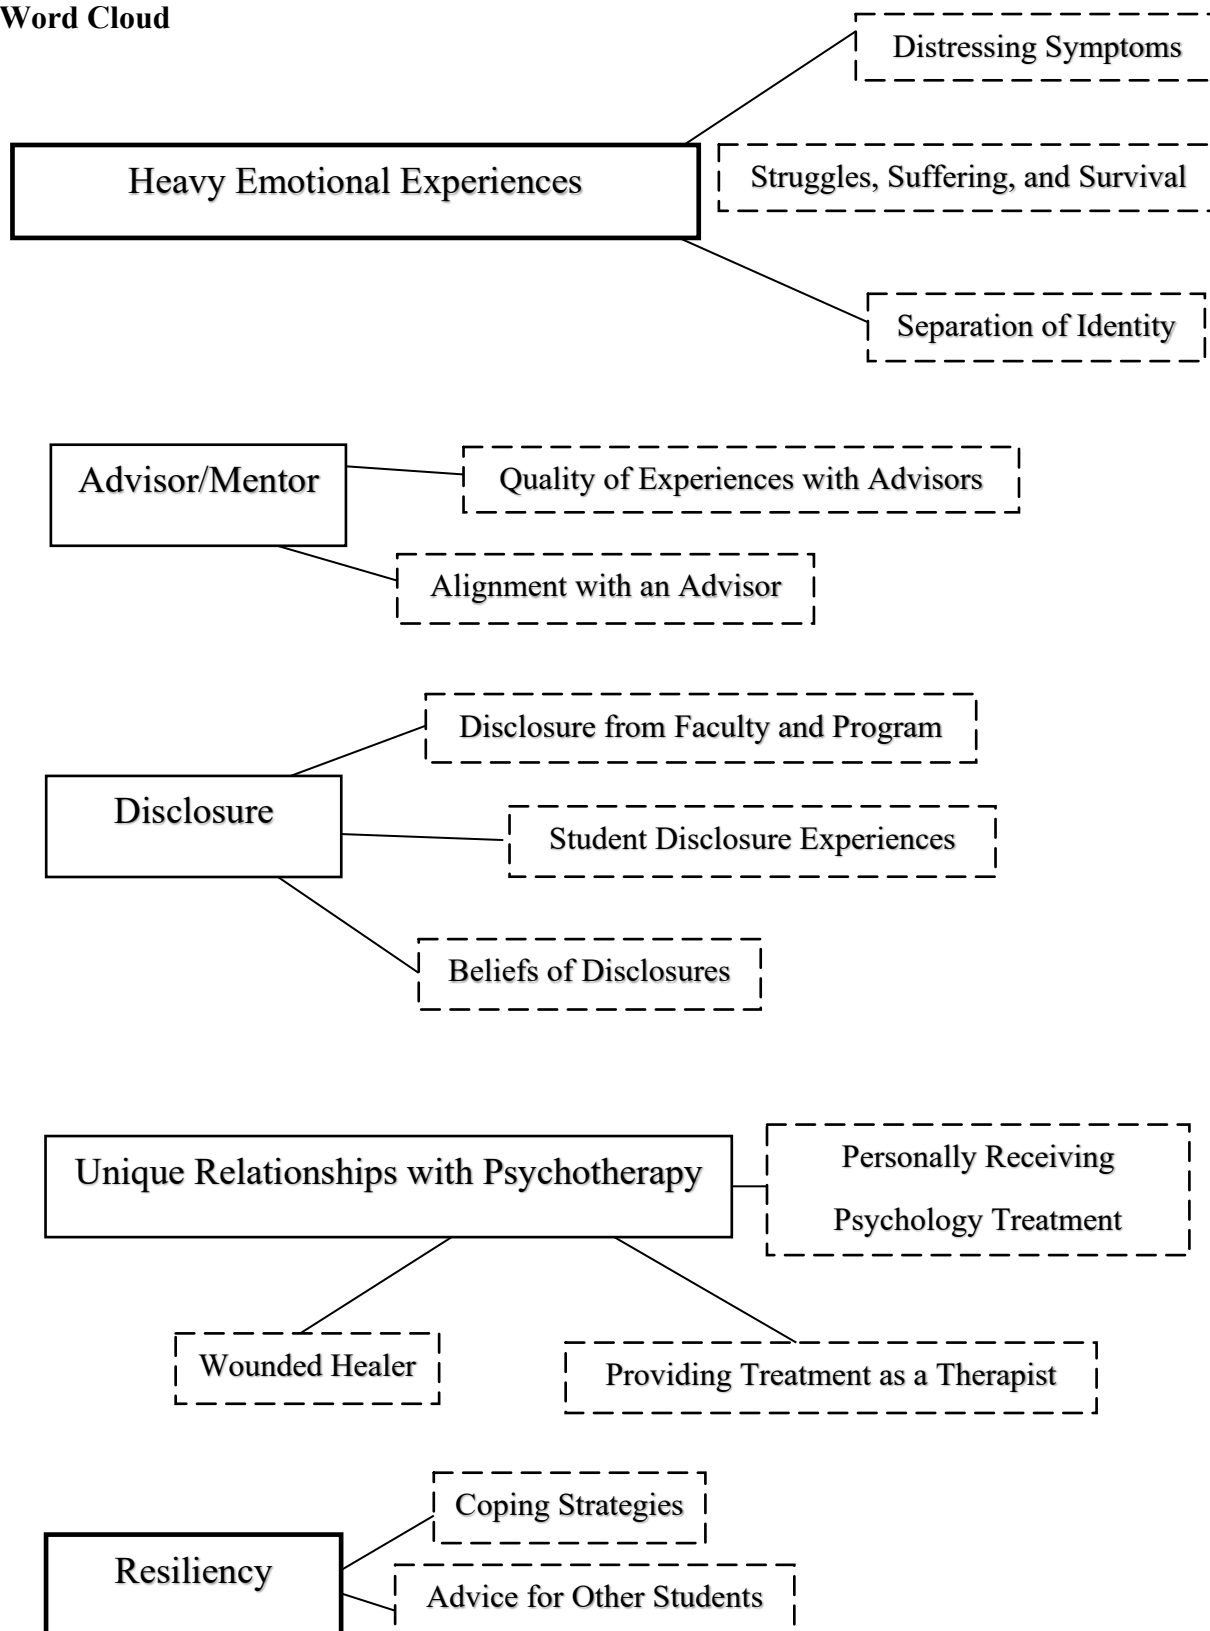 Word Cloud
Distressing Symptoms
Heavy Emotional Experiences
Struggles, Suffering, and Survival
Separation of Identity
Advisor/Mentor
Quality of Experiences with Advisors
Alignment with an Advisor
Disclosure from Faculty and Program
Disclosure
Student Disclosure Experiences
Beliefs of Disclosures
Unique Relationships with Psychotherapy
Personally Receiving
Psychology Treatment
Wounded Healer
Providing Treatment as a Therapist
Coping Strategies
Resiliency
Advice for Other Students